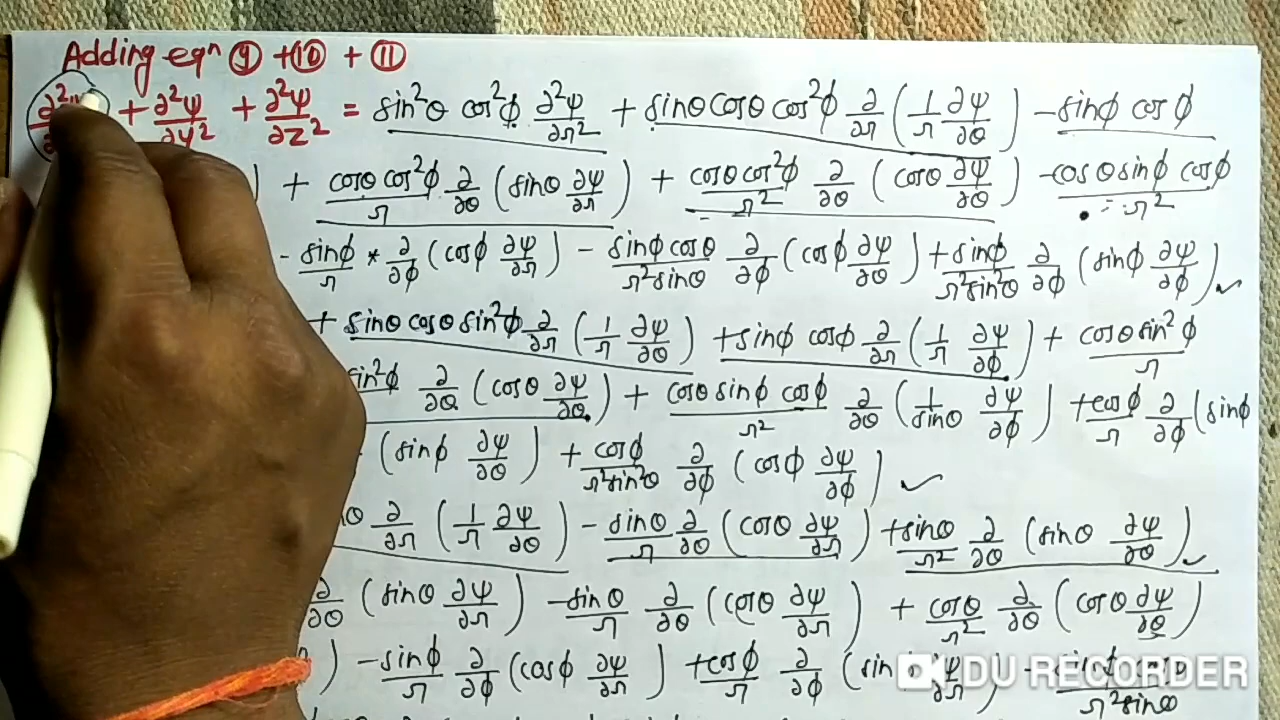 Adding eqn ⑨ + ⑩ + ⑪
∂²ψ + ∂²ψ/∂y² + ∂²ψ/∂z² = sin²θ cos²ϕ ∂²ψ/∂r² + sinθ cosθ cos²ϕ ∂/∂r (1/r ∂ψ/∂θ) - sinϕ cosϕ
) + cosθ cos²ϕ/r ∂/∂θ (sinθ ∂ψ/∂r) + cosθ cos²ϕ/r² ∂/∂θ (cosθ ∂ψ/∂θ) - cosθ sinϕ cosϕ/r²
- sinϕ/r * ∂/∂ϕ (cosϕ ∂ψ/∂r) - sinϕ cosθ/r² sinθ ∂/∂ϕ (cosϕ ∂ψ/∂θ) + sinϕ/r² sin²θ ∂/∂ϕ (sinϕ ∂ψ/∂ϕ) ✓
+ sinθ cosθ sin²ϕ ∂/∂r (1/r ∂ψ/∂θ) + sinϕ cosϕ ∂/∂r (1/r ∂ψ/∂ϕ) + cosθ sin²ϕ/r
sin²ϕ ∂/∂θ (cosθ ∂ψ/∂θ) + cosθ sinϕ cosϕ/r² ∂/∂θ (1/sinθ ∂ψ/∂ϕ) + cosϕ/r ∂/∂ϕ (sinϕ
(sinϕ ∂ψ/∂θ) + cosϕ/r² sin²θ ∂/∂ϕ (cosϕ ∂ψ/∂ϕ) ✓
∂/∂r (1/r ∂ψ/∂θ) - sinθ/r ∂/∂θ (cosθ ∂ψ/∂r) + sinθ/r² ∂/∂θ (sinθ ∂ψ/∂θ) ✓
∂/∂θ (sinθ ∂ψ/∂r) - sinθ/r ∂/∂θ (cosθ ∂ψ/∂r) + cosθ/r² ∂/∂θ (cosθ ∂ψ/∂θ)
) - sinϕ/r ∂/∂ϕ (cosϕ ∂ψ/∂r) + cosϕ/r ∂/∂ϕ (sin
DU RECORDER